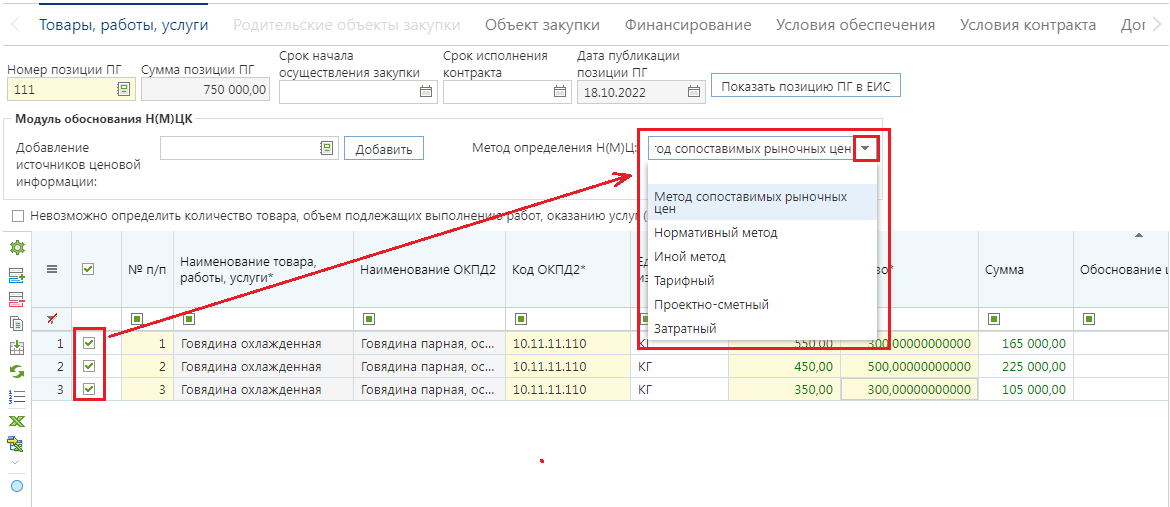 Товары, работы, услуги Родительские объекты закупки Объект закупки Финансирование Условия обеспечения Условия контракта Дог
Номер позиции ПГ Сумма позиции ПГ Срок начала осуществления закупки Срок исполнения контракта Дата публикации позиции ПГ
111 750 000,00 18.10.2022 Показать позицию ПГ в ЕИС
Модуль обоснования Н(М)ЦК
Добавление источников ценовой информации: Добавить Метод определения Н(М)Ц: тод сопоставимых рыночных цен
Метод сопоставимых рыночных
цен
Нормативный метод
Иной метод
Тарифный
Проектно-сметный
Затратный
Невозможно определить количество товара, объем подлежащих выполнению работ, оказанию услуг (
№ п/п Наименование товара, работы, услуги* Наименование ОКПД2 Код ОКПД2* Ед из во* Сумма Обоснование ц
1 1 Говядина охлажденная Говядина парная, ос... 10.11.11.110 КГ 550,00 300,00000000000 165 000,00
2 2 Говядина охлажденная Говядина парная, ос... 10.11.11.110 КГ 450,00 500,00000000000 225 000,00
3 3 Говядина охлажденная Говядина парная, ос... 10.11.11.110 КГ 350,00 300,00000000000 105 000,00